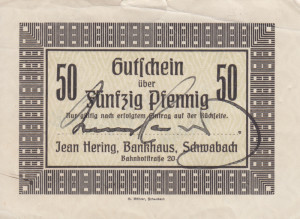 Gutschein
über
50 Fünfzig Pfennig 50
Nur gültig nach erfolgtem Eintrag auf der Rückseite.
Jean Hering, Bankhaus, Schwabach
Bahnhofstraße 20